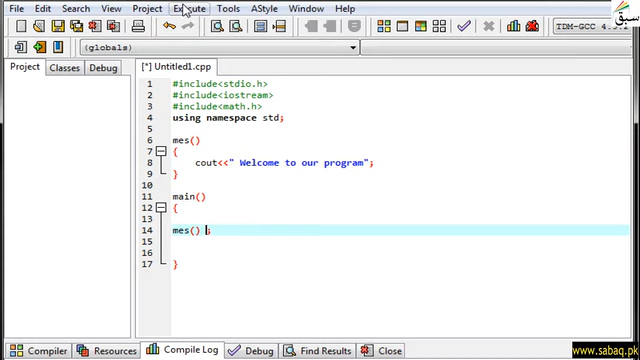 File Edit Search View Project Execute Tools AStyle Window Help
TDM-GCC
(globals)
Project Classes Debug
[*] Untitled1.cpp
1 #include<stdio.h>
2 #include<iostream>
3 #include<math.h>
4 using namespace std;
5
6 mes()
7 {
8 cout<<" Welcome to our program";
9 }
10
11 main()
12 {
13
14 mes() ;
15
16
17 }
Compiler Resources Compile Log Debug Find Results Close
سبق
www.sabaq.pk